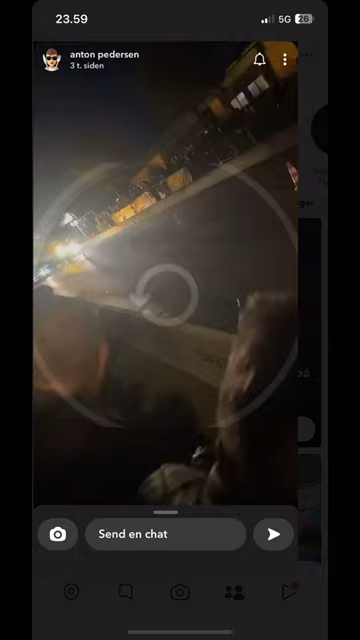 23.59
5G
26
anton pedersen
3 t. siden
Send en chat